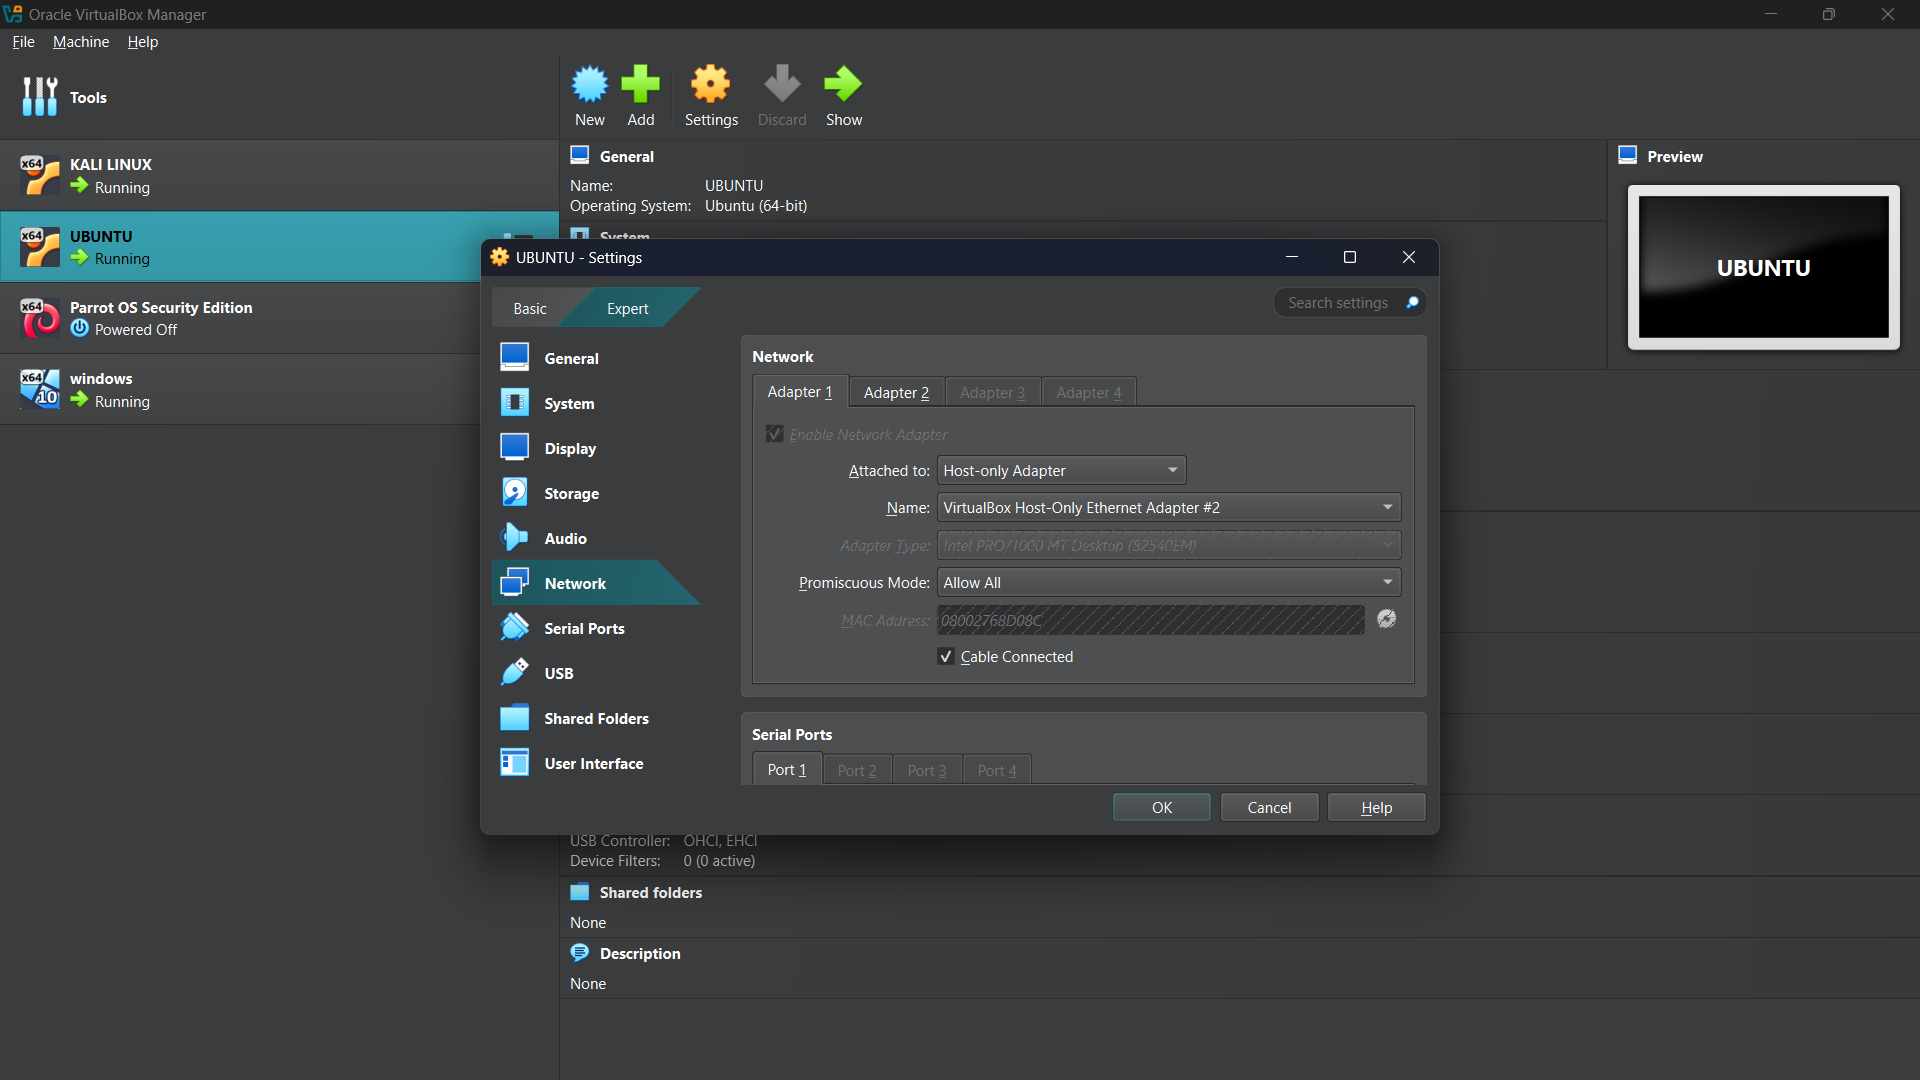 Oracle VirtualBox Manager
File Machine Help
Tools
New Add Settings Discard Show
x64 KALI LINUX
Running
x64 UBUNTU
Running
x64 Parrot OS Security Edition
Powered Off
x64 10 windows
Running
General
Name: UBUNTU
Operating System: Ubuntu (64-bit)
System
Preview
UBUNTU
UBUNTU - Settings
Basic Expert
Search settings
General
System
Display
Storage
Audio
Network
Serial Ports
USB
Shared Folders
User Interface
Network
Adapter 1 Adapter 2 Adapter 3 Adapter 4
Enable Network Adapter
Attached to: Host-only Adapter
Name: VirtualBox Host-Only Ethernet Adapter #2
Adapter Type: Intel PRO/1000 MT Desktop (82540EM)
Promiscuous Mode: Allow All
MAC Address: 08002768D08C
Cable Connected
Serial Ports
Port 1 Port 2 Port 3 Port 4
OK Cancel Help
USB Controller: OHCI, EHCI
Device Filters: 0 (0 active)
Shared folders
None
Description
None